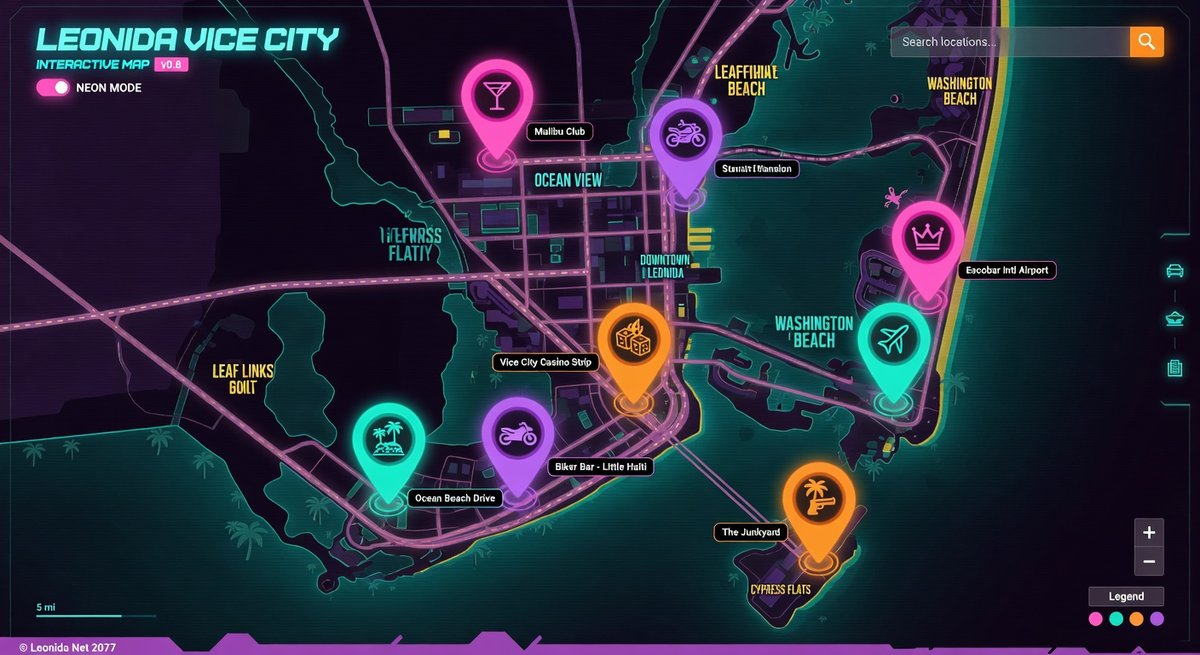 LEONIDA VICE CITY
INTERACTIVE MAP v0.8
NEON MODE
Search locations...
BEACH
WASHINGTON
BEACH
Malibu Club
OCEAN VIEW
Mansion
DOWNTOWN
LEONIDA
Escobar Intl Airport
WASHINGTON
BEACH
Vice City Casino Strip
LEAF LINKS
Biker Bar - Little Haiti
Ocean Beach Drive
The Junkyard
CYPRESS FLATS
+
−
5 mi
Legend
© Leonida Net 2077